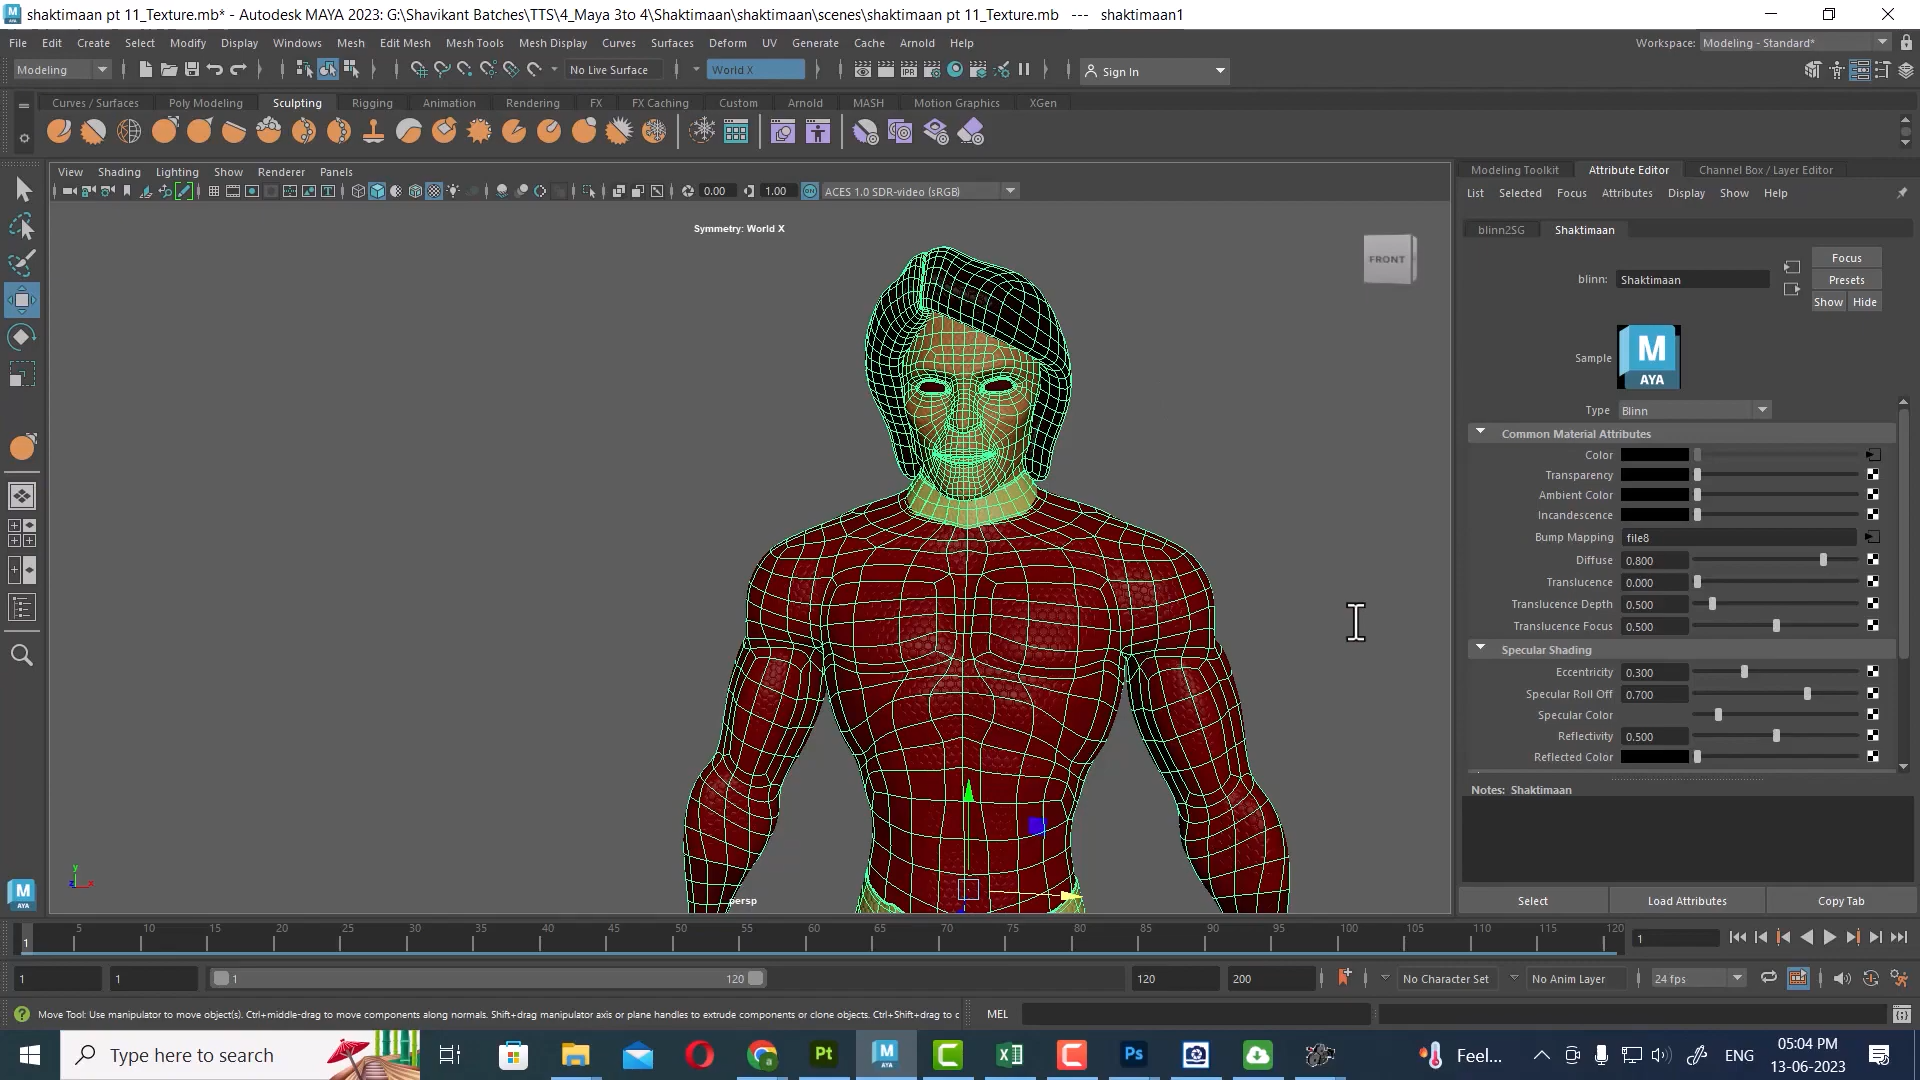 shaktimaan pt 11_Texture.mb* - Autodesk MAYA 2023: G:\Shavikant Batches\TTS\4_Maya 3to 4\Shaktimaan\shaktimaan\scenes\shaktimaan pt 11_Texture.mb --- shaktimaan1
File Edit Create Select Modify Display Windows Mesh Edit Mesh Mesh Tools Mesh Display Curves Surfaces Deform UV Generate Cache Arnold Help Workspace: Modeling - Standard*
Modeling No Live Surface World X Sign In
Curves / Surfaces Poly Modeling Sculpting Rigging Animation Rendering FX FX Caching Custom Arnold MASH Motion Graphics XGen
View Shading Lighting Show Renderer Panels
0.00 1.00 ACES 1.0 SDR-video (sRGB)
Symmetry: World X
FRONT
persp
Modeling Toolkit Attribute Editor Channel Box / Layer Editor
List Selected Focus Attributes Display Show Help
blinn2SG Shaktimaan
Focus
blinn: Shaktimaan Presets
Show Hide
Sample M AYA
Type Blinn
Common Material Attributes
Color
Transparency
Ambient Color
Incandescence
Bump Mapping file8
Diffuse 0.800
Translucence 0.000
Translucence Depth 0.500
Translucence Focus 0.500
Specular Shading
Eccentricity 0.300
Specular Roll Off 0.700
Specular Color
Reflectivity 0.500
Reflected Color
Notes: Shaktimaan
Select Load Attributes Copy Tab
5 10 15 20 25 30 35 40 45 50 55 60 65 70 75 80 85 90 95 100 105 110 115 120
1 1
1 1 1 120 120 200 No Character Set No Anim Layer 24 fps
Move Tool: Use manipulator to move object(s). Ctrl+middle-drag to move components along normals. Shift+drag manipulator axis or plane handles to extrude components or clone objects. Ctrl+Shift+drag to c MEL
Type here to search Pt M AYA Ps Feel... ENG 05:04 PM
13-06-2023